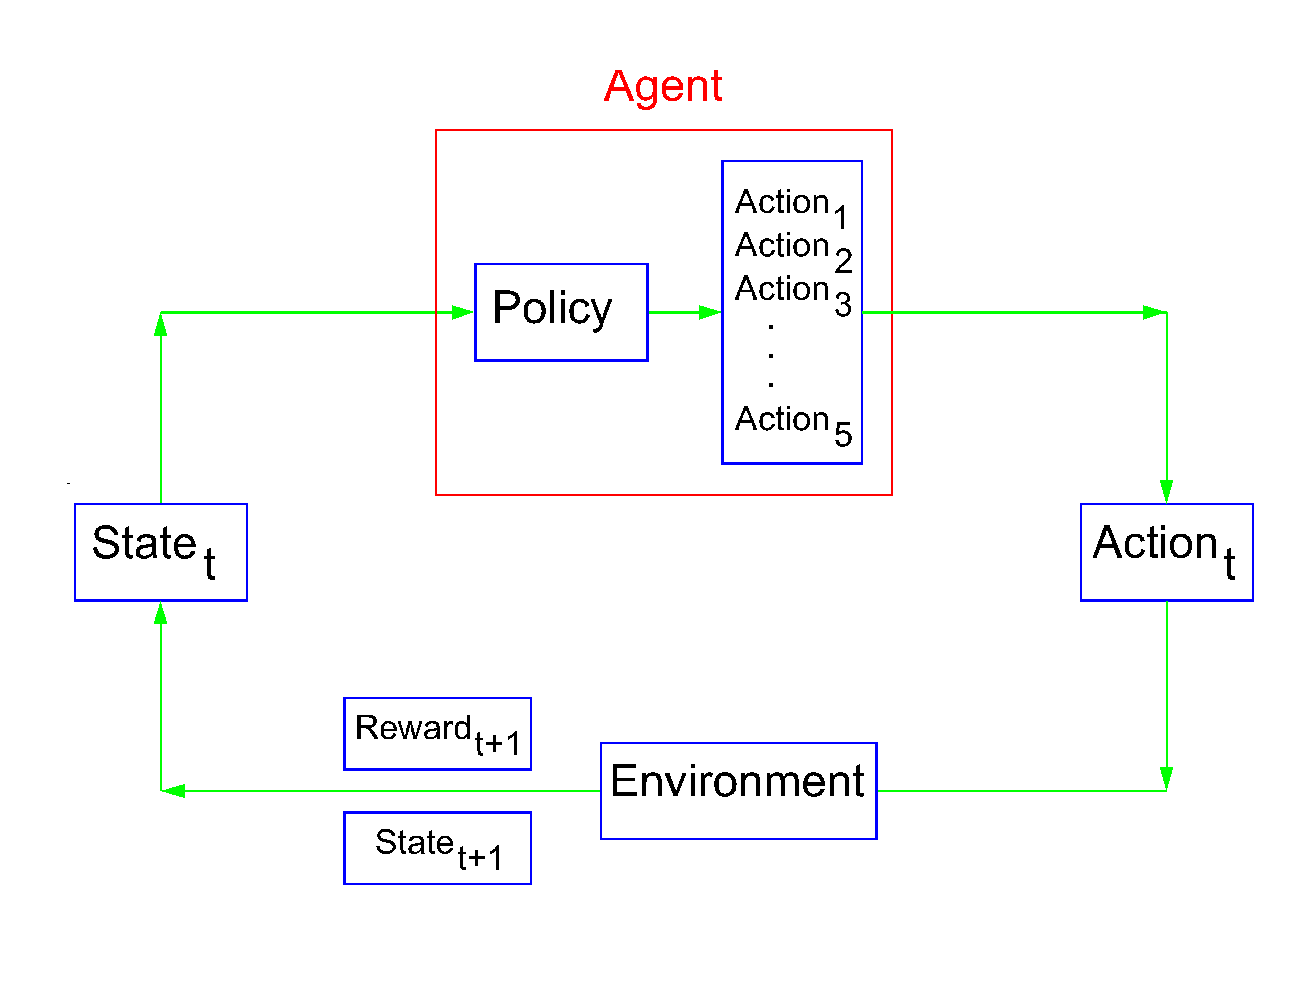 Agent
Policy
Action1
Action2
Action3
.
.
.
Action5
Statet
Actiont
Rewardt+1
Environment
Statet+1